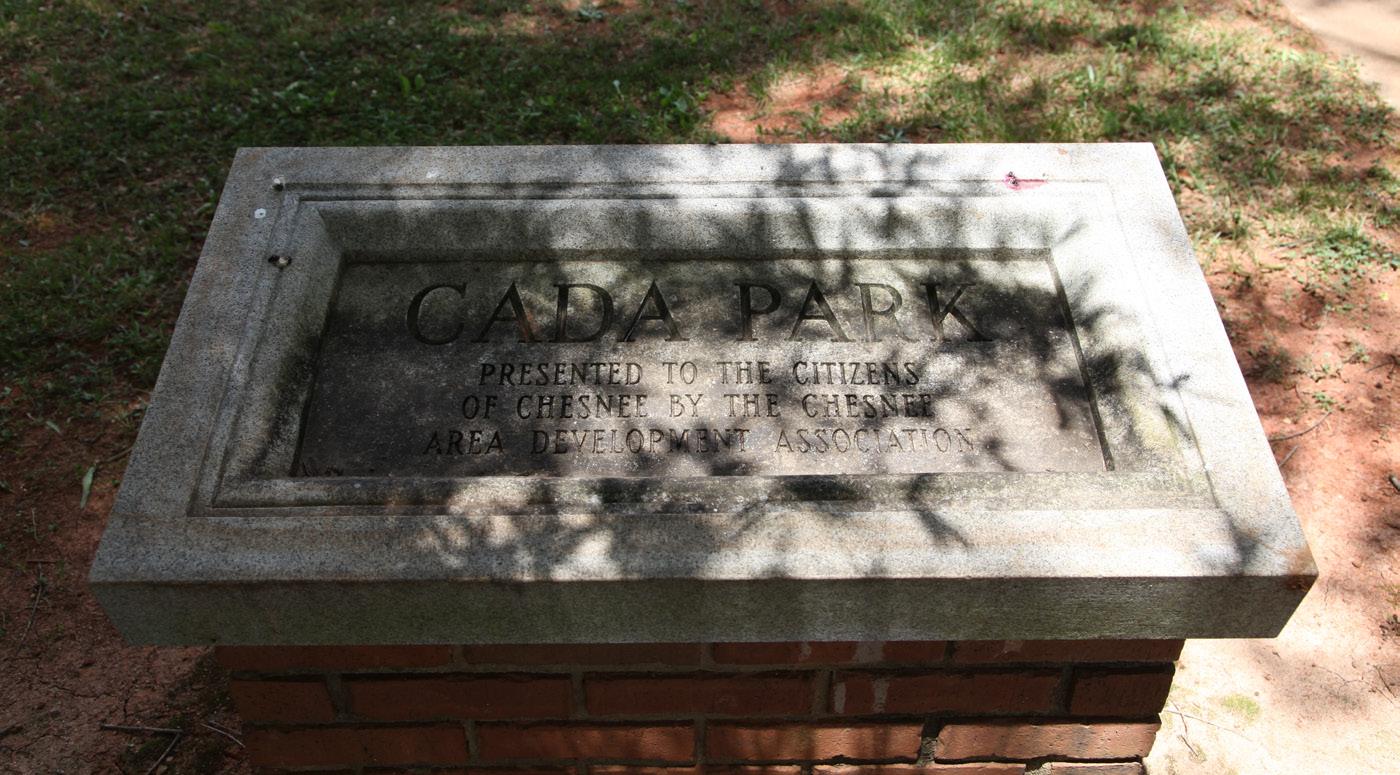 CADA PARK
PRESENTED TO THE CITIZENS
OF CHESNEE BY THE CHESNEE
AREA DEVELOPMENT ASSOCIATION